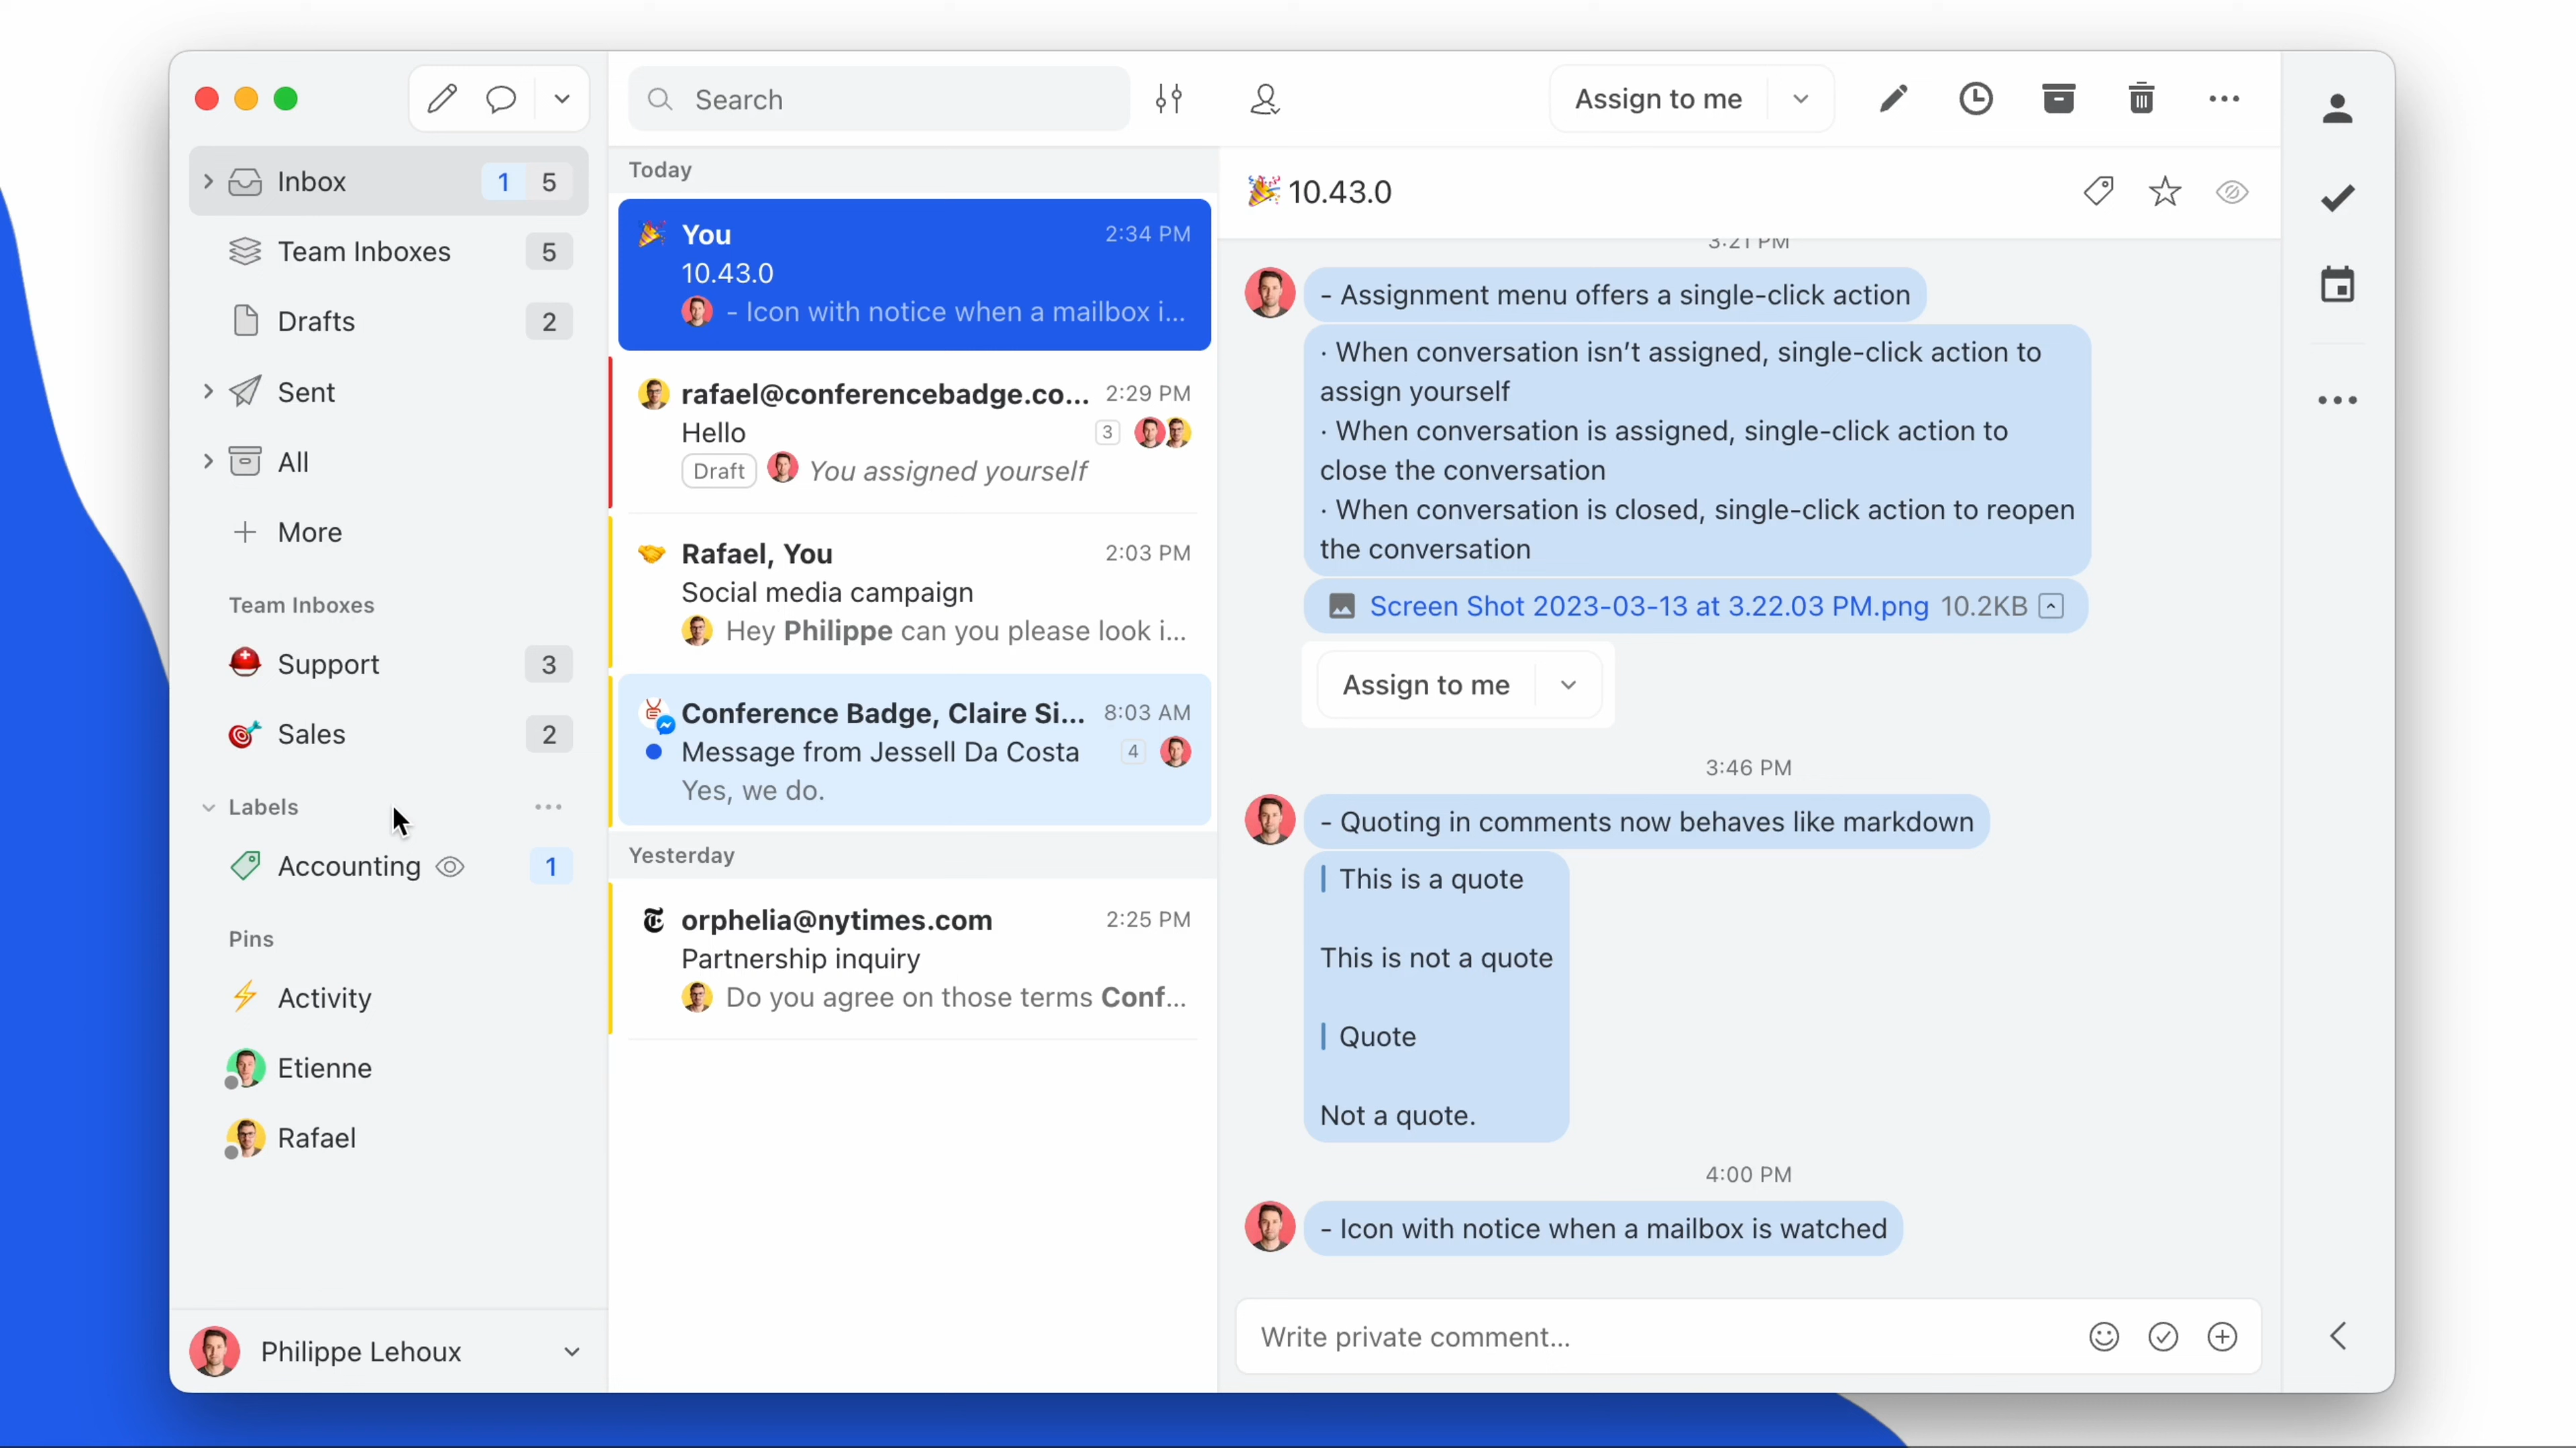 Inbox 1 5
Team Inboxes 5
Drafts 2
Sent
All
More
Team Inboxes
Support 3
Sales 2
Labels
Accounting 1
Pins
Activity
Etienne
Rafael
Philippe Lehoux
Search
Today
You 2:34 PM
10.43.0
- Icon with notice when a mailbox i...
rafael@conferencebadge.co... 2:29 PM
Hello 3
Draft You assigned yourself
Rafael, You 2:03 PM
Social media campaign
Hey Philippe can you please look i...
Conference Badge, Claire Si... 8:03 AM
Message from Jessell Da Costa 4
Yes, we do.
Yesterday
orphelia@nytimes.com 2:25 PM
Partnership inquiry
Do you agree on those terms Conf...
Assign to me
10.43.0
3:21 PM
- Assignment menu offers a single-click action
· When conversation isn’t assigned, single-click action to
assign yourself
· When conversation is assigned, single-click action to
close the conversation
· When conversation is closed, single-click action to reopen
the conversation
Screen Shot 2023-03-13 at 3.22.03 PM.png 10.2KB
Assign to me
3:46 PM
- Quoting in comments now behaves like markdown
This is a quote
This is not a quote
Quote
Not a quote.
4:00 PM
- Icon with notice when a mailbox is watched
Write private comment...